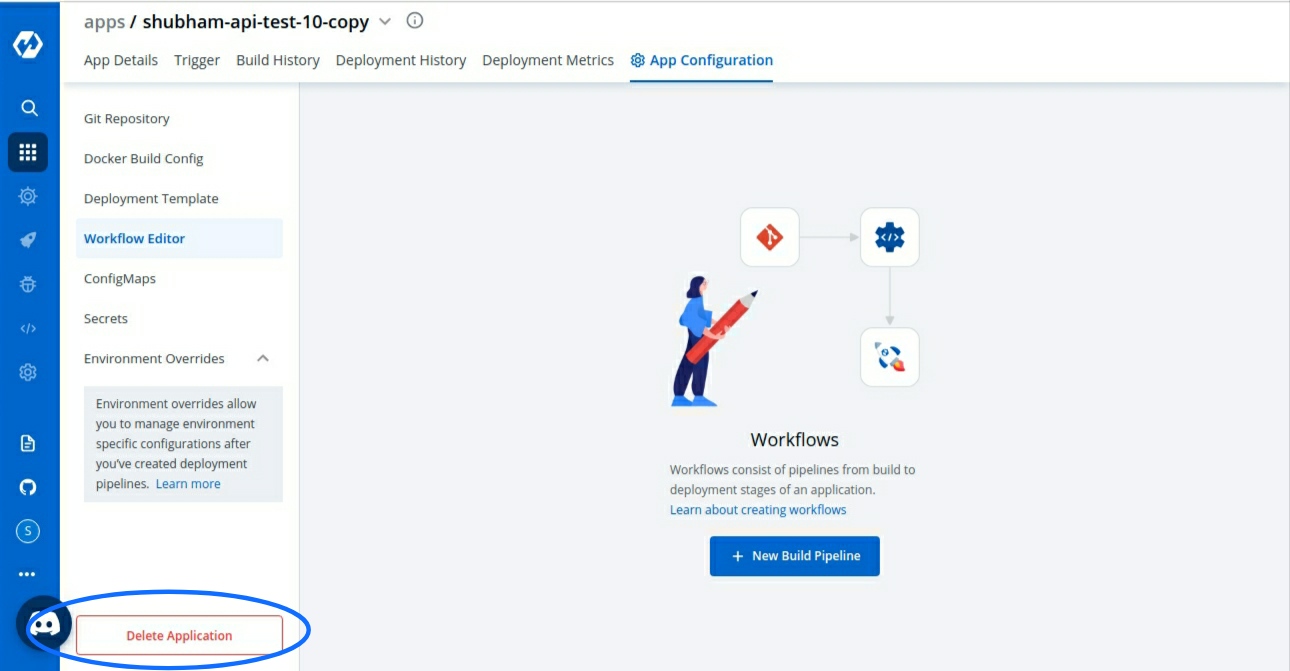 apps / shubham-api-test-10-copy
App Details Trigger Build History Deployment History Deployment Metrics App Configuration
Git Repository
Docker Build Config
Deployment Template
Workflow Editor
ConfigMaps
Secrets
Environment Overrides
Environment overrides allow
you to manage environment
specific configurations after
you've created deployment
pipelines. Learn more
S
Delete Application
Workflows
Workflows consist of pipelines from build to
deployment stages of an application.
Learn about creating workflows
+ New Build Pipeline